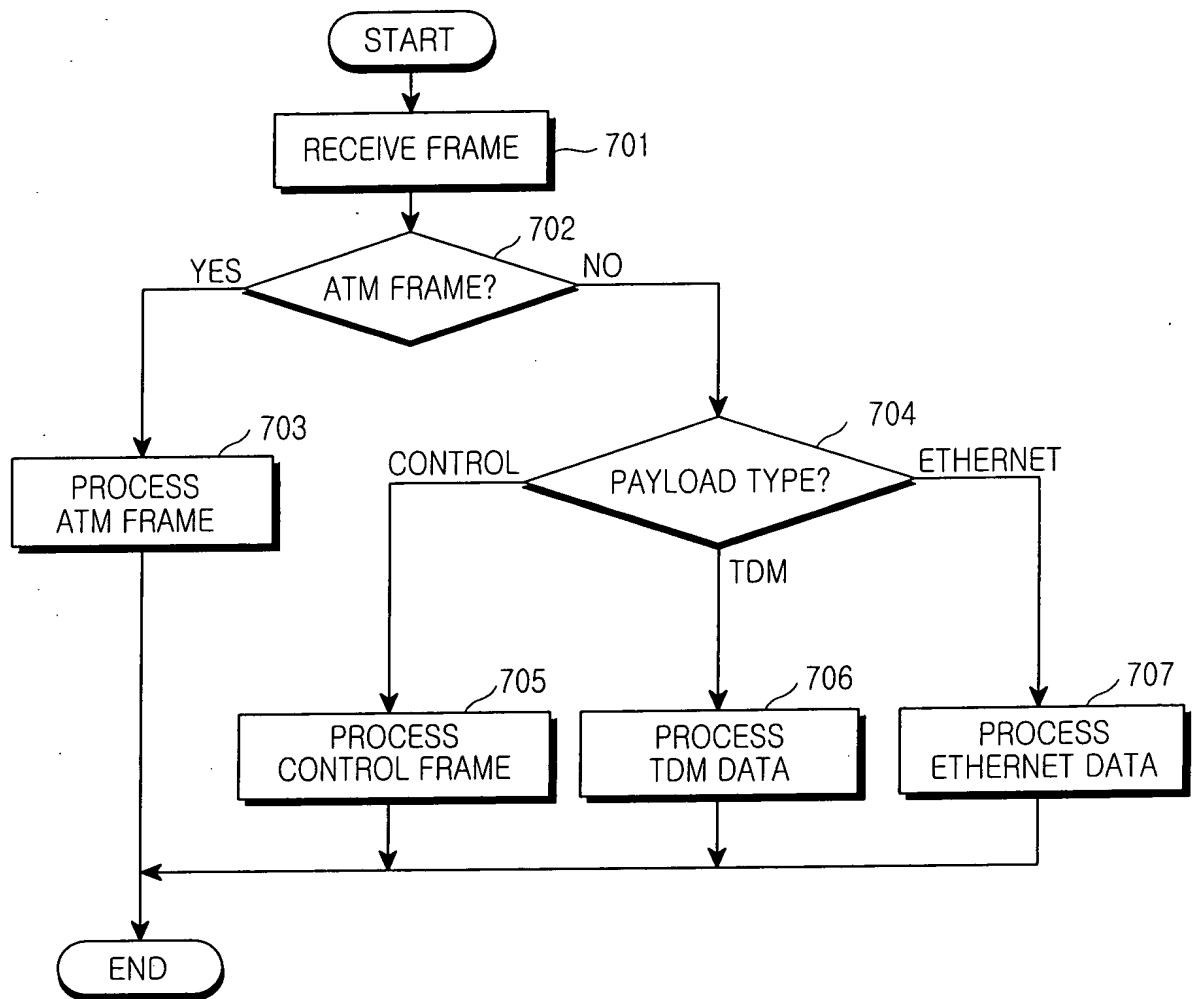 START
RECEIVE FRAME
701
702
YES
NO
ATM FRAME?
703
704
PROCESS
ATM FRAME
CONTROL
PAYLOAD TYPE?
ETHERNET
TDM
705
706
707
PROCESS
CONTROL FRAME
PROCESS
TDM DATA
PROCESS
ETHERNET DATA
END